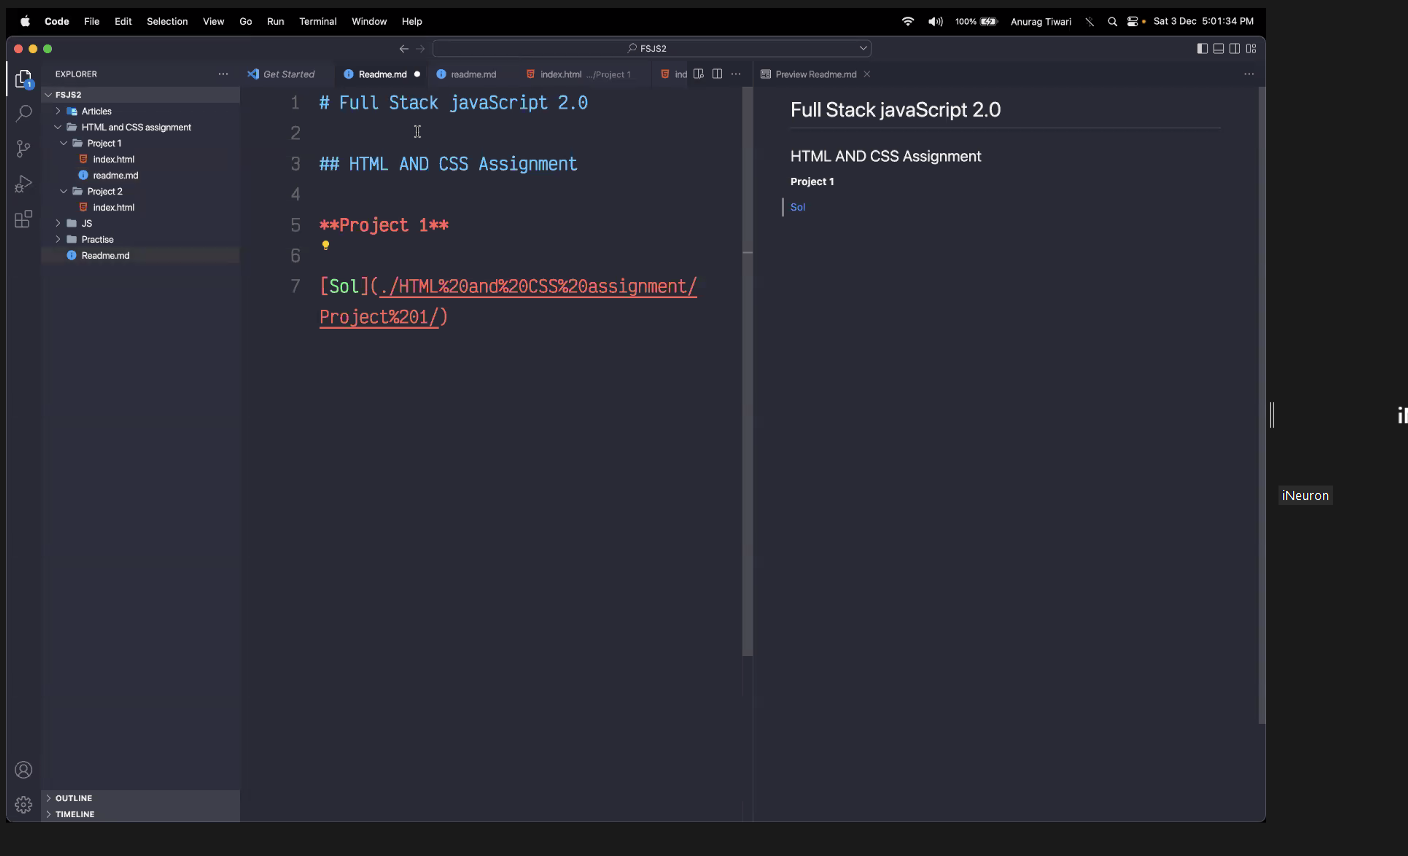 Code File Edit Selection View Go Run Terminal Window Help 100% Anurag Tiwari Sat 3 Dec 5:01:34 PM
FSJS2
EXPLORER
Get Started
Readme.md
readme.md
index.html .../Project 1
ind
Preview Readme.md
FSJS2
Articles
HTML and CSS assignment
Project 1
index.html
readme.md
Project 2
index.html
JS
Practise
Readme.md
OUTLINE
TIMELINE
1
1 # Full Stack javaScript 2.0
2
3 ## HTML AND CSS Assignment
4
5 **Project 1**
6
7 [Sol](./HTML%20and%20CSS%20assignment/
Project%201/)
Full Stack javaScript 2.0
HTML AND CSS Assignment
Project 1
Sol
iNeuron